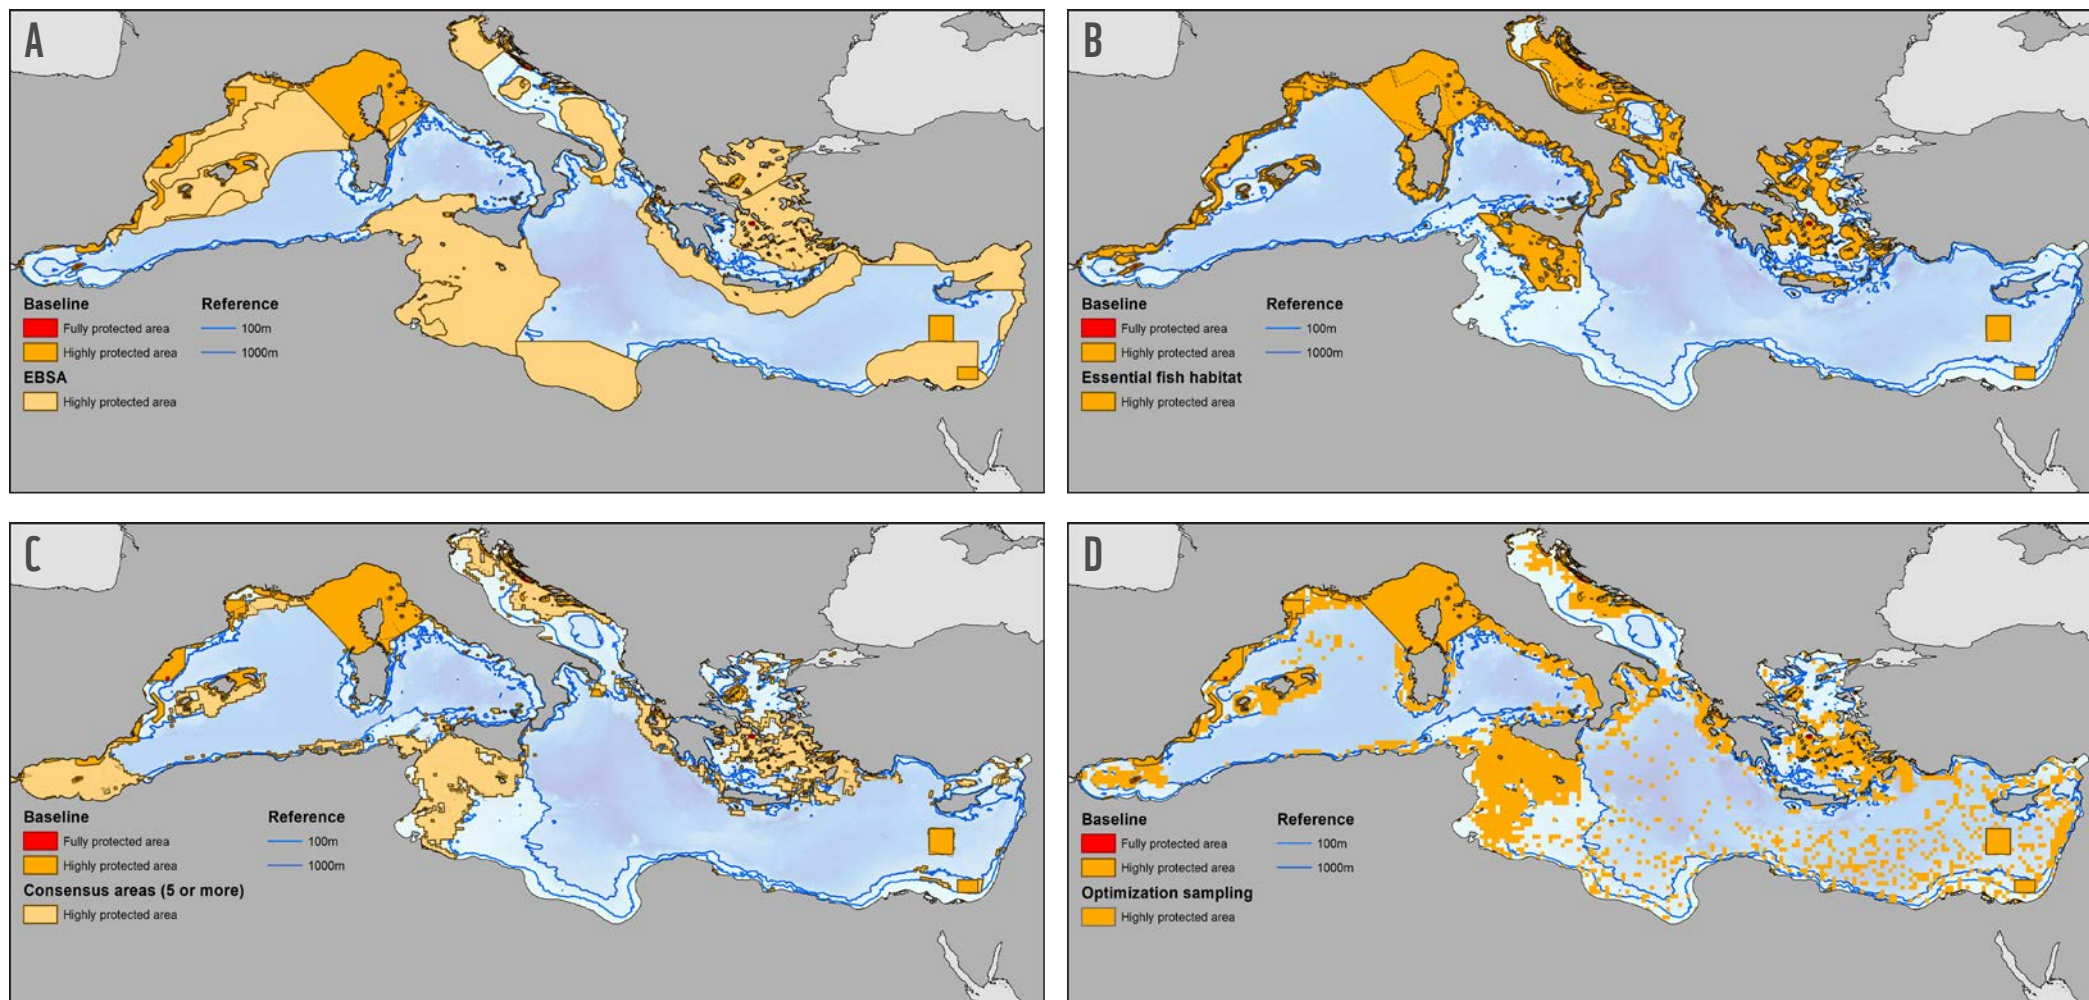 A
Baseline Reference
Fully protected area 100m
Highly protected area 1000m
EBSA
Highly protected area
B
Baseline Reference
Fully protected area 100m
Highly protected area 1000m
Essential fish habitat
Highly protected area
C
Baseline Reference
Fully protected area 100m
Highly protected area 1000m
Consensus areas (5 or more)
Highly protected area
D
Baseline Reference
Fully protected area 100m
Highly protected area 1000m
Optimization sampling
Highly protected area